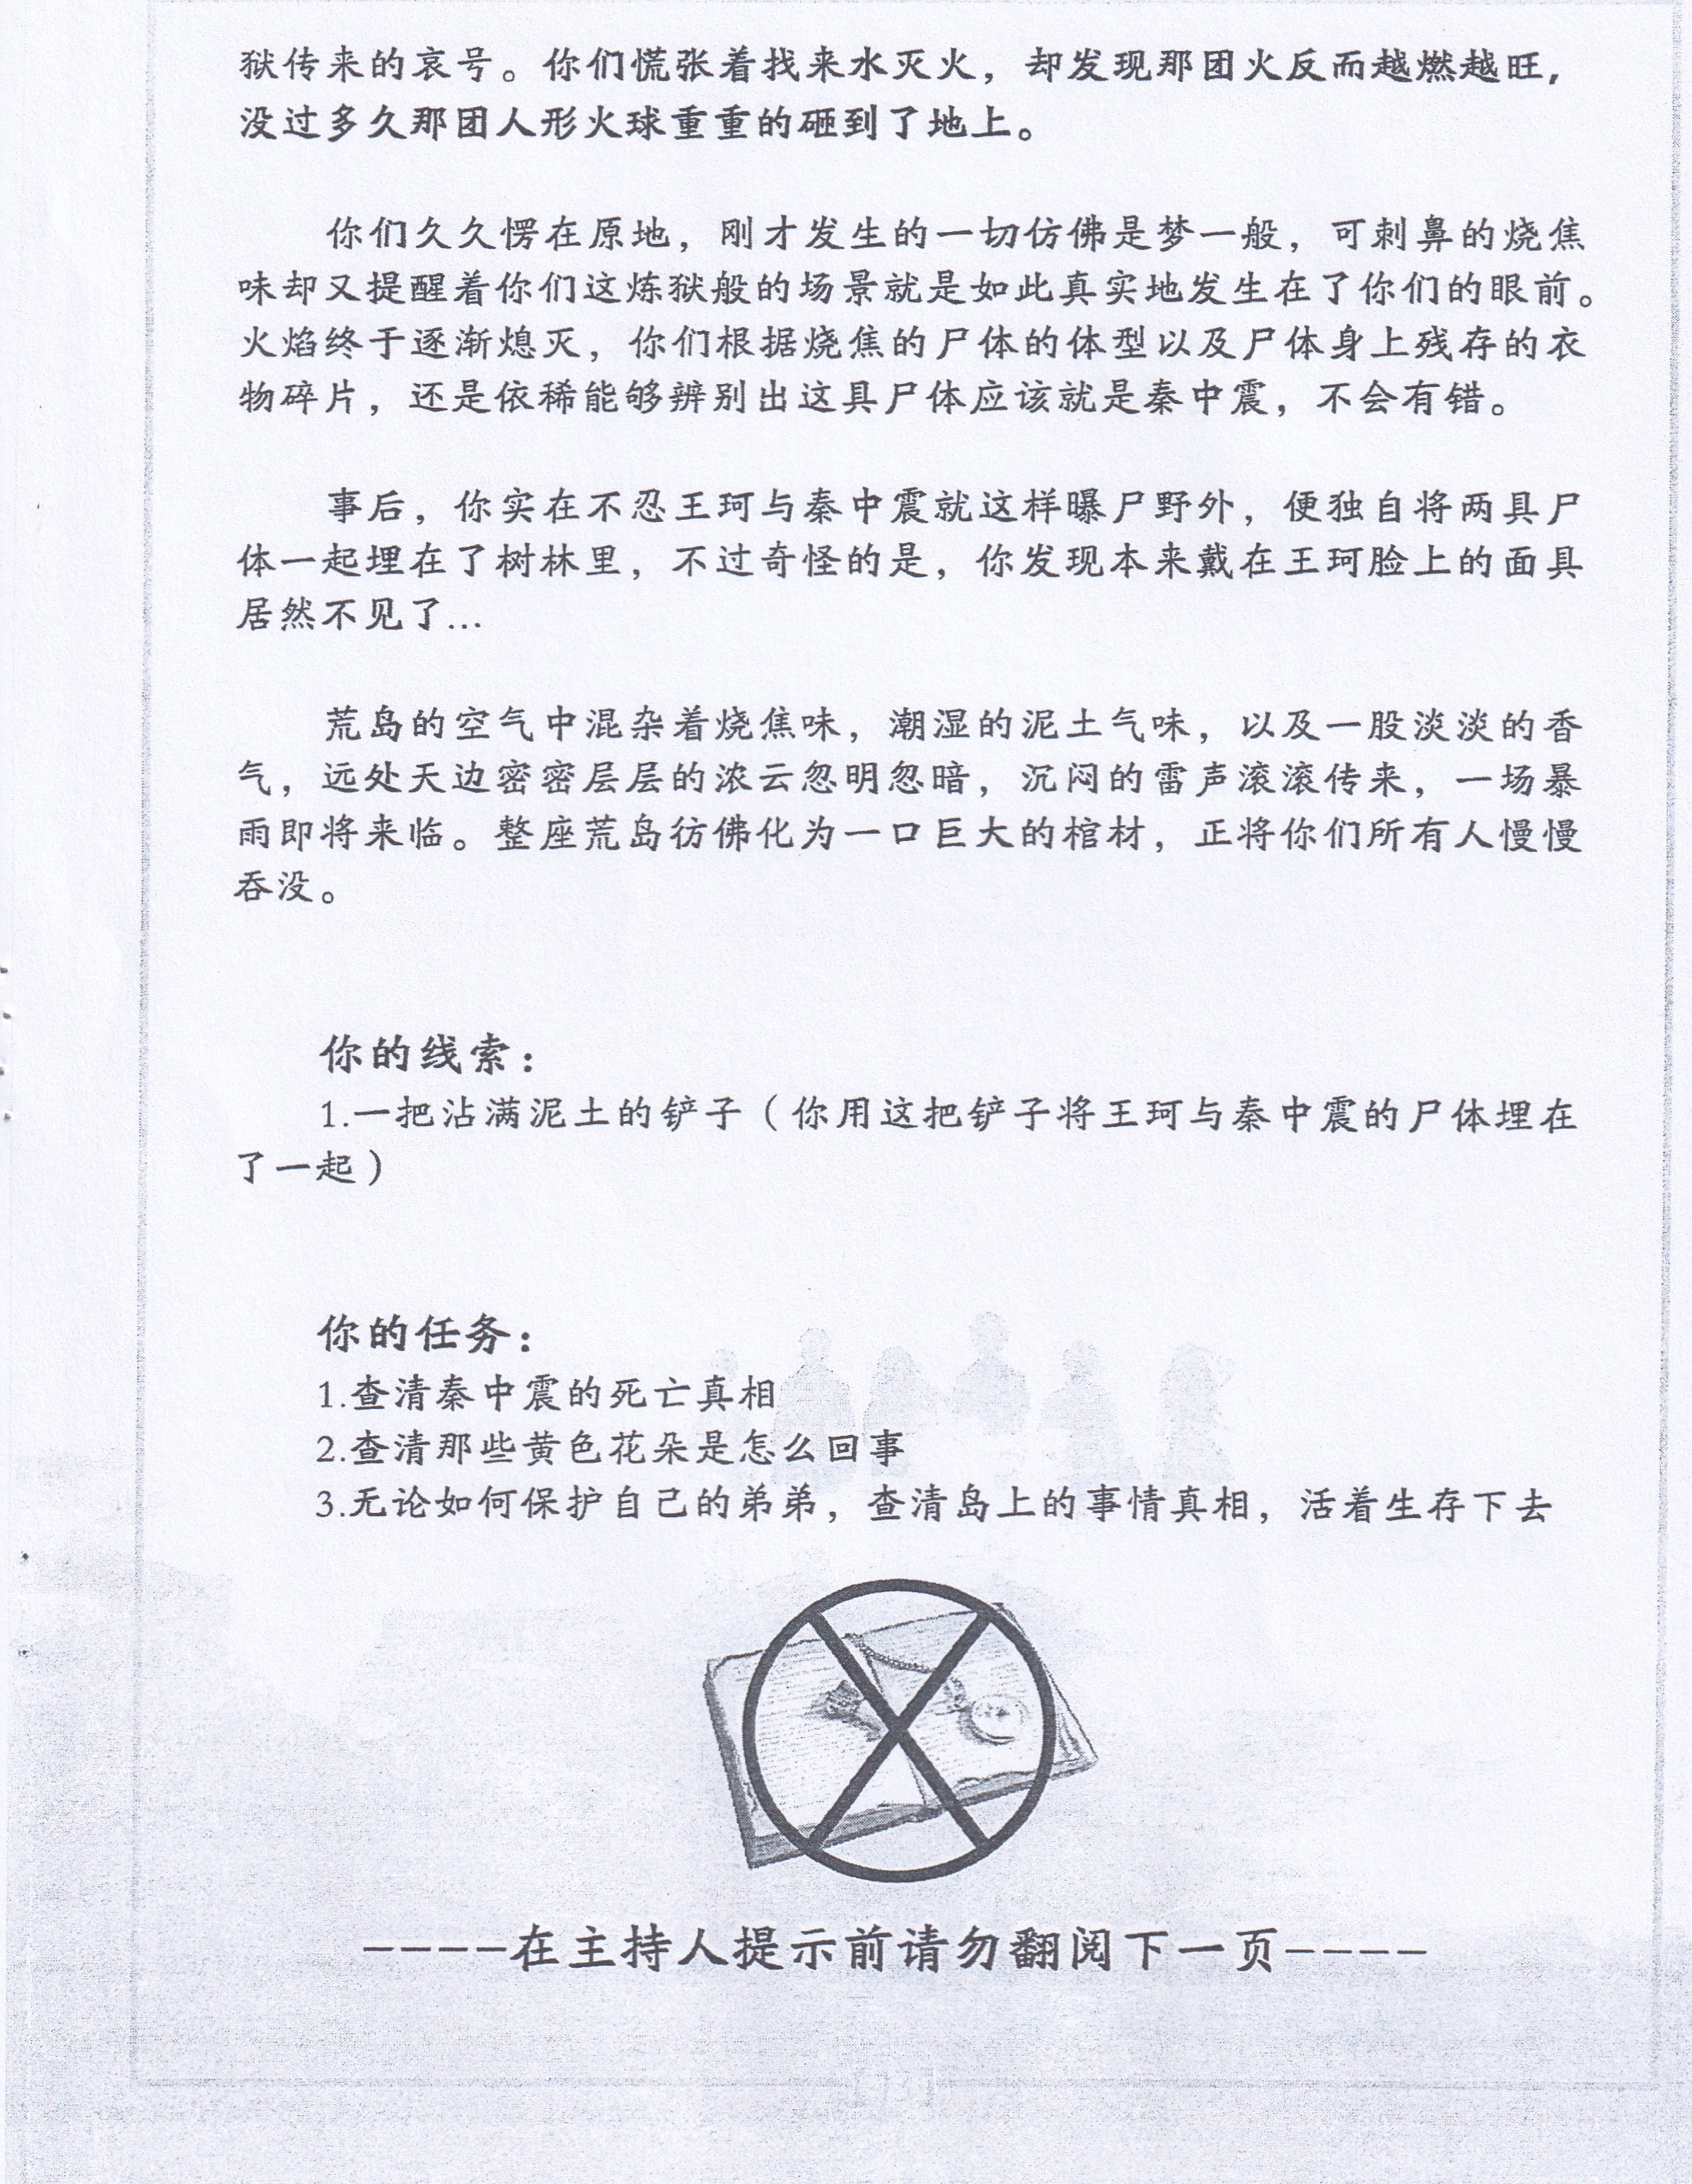 狱传来的哀号。你们慌张着找来水灭火，却发现那团火反而越燃越旺，
没过多久那团人形火球重重的砸到了地上。
你们久久愣在原地，刚才发生的一切仿佛是梦一般，可刺鼻的烧焦
味却又提醒着你们这炼狱般的场景就是如此真实地发生在了你们的眼前。
火焰终于逐渐熄灭，你们根据烧焦的尸体的体型以及尸体身上残存的衣
物碎片，还是依稀能够辨别出这具尸体应该就是秦中震，不会有错。
事后，你实在不忍王珂与秦中震就这样曝尸野外，便独自将两具尸
体一起埋在了树林里，不过奇怪的是，你发现本来戴在王珂脸上的面具
居然不见了...
荒岛的空气中混杂着烧焦味，潮湿的泥土气味，以及一股淡淡的香
气，远处天边密密层层的浓云忽明忽暗，沉闷的雷声滚滚传来，一场暴
雨即将来临。整座荒岛彷佛化为一口巨大的棺材，正将你们所有人慢慢
吞没。
你的线索：
1.一把沾满泥土的铲子（你用这把铲子将王珂与秦中震的尸体埋在
了一起）
你的任务：
1.查清秦中震的死亡真相
2.查清那些黄色花朵是怎么回事
3.无论如何保护自己的弟弟，查清岛上的事情真相，活着生存下去
----在主持人提示前请勿翻阅下一页----